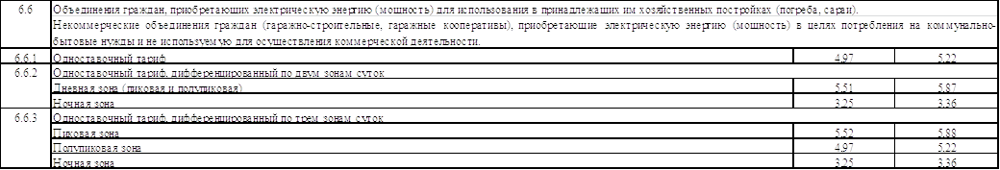 6.6 Объединения граждан, приобретающих электрическую энергию (мощность) для использования в принадлежащих им хозяйственных постройках (погреба, сараи).
Некоммерческие объединения граждан (гаражно-строительные, гаражные кооперативы), приобретающие электрическую энергию (мощность) в целях потребления на коммунально-
бытовые нужды и не используемую для осуществления коммерческой деятельности.
6.6.1 Одноставочный тариф 4,97 5,22
6.6.2 Одноставочный тариф, дифференцированный по двум зонам суток
Дневная зона (пиковая и полупиковая) 5,51 5,87
Ночная зона 3,25 3,36
6.6.3 Одноставочный тариф, дифференцированный по трем зонам суток
Пиковая зона 5,52 5,88
Полупиковая зона 4,97 5,22
Ночная зона 3,25 3,36